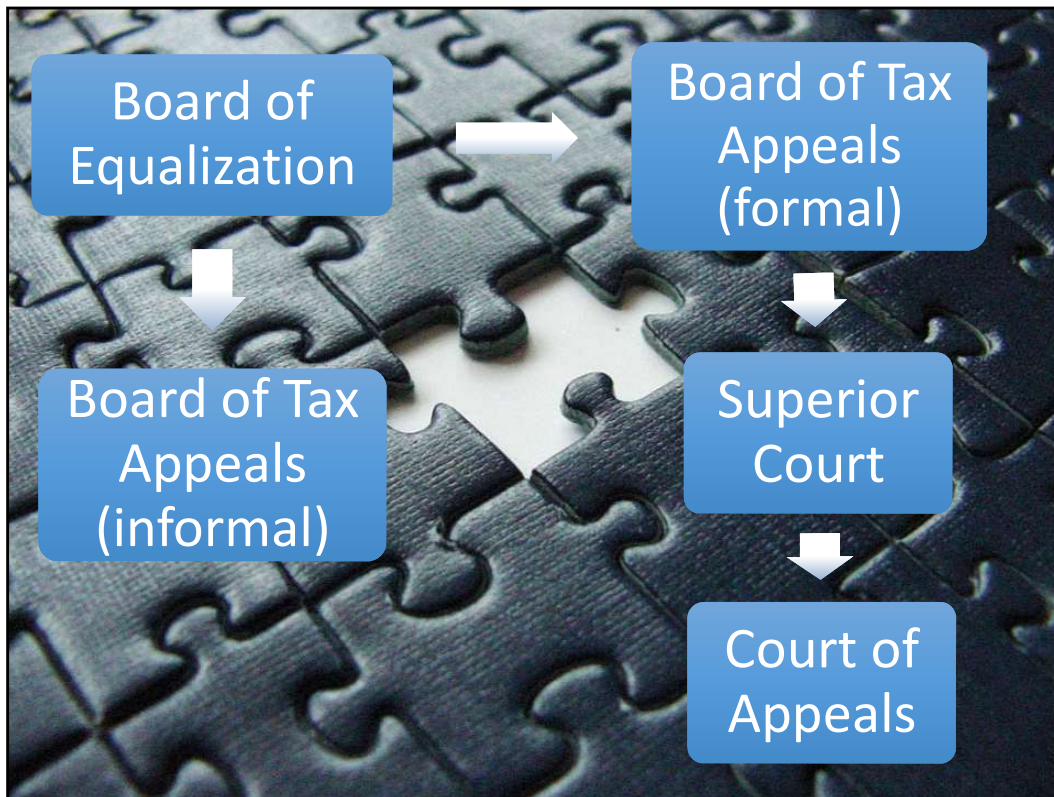 Board of
Equalization
Board of Tax
Appeals
(formal)
Board of Tax
Appeals
(informal)
Superior
Court
Court of
Appeals